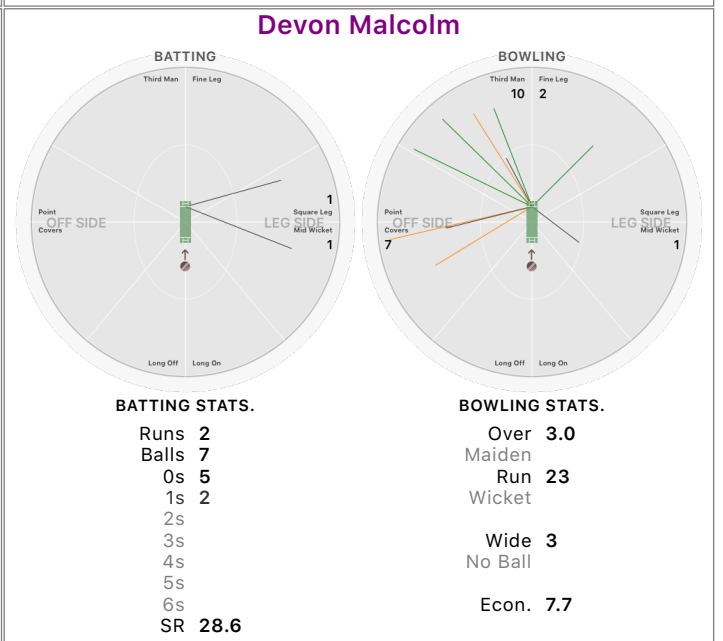 Devon Malcolm
BATTING
Third Man Fine Leg
1
Point
Square Leg
OFF SIDE LEG SIDE
Covers
Mid Wicket
1
Long Off Long On
BATTING STATS.
Runs 2
Balls 7
0s 5
1s 2
2s
3s
4s
5s
6s
SR 28.6
BOWLING
Third Man Fine Leg
10 2
Point
Square Leg
OFF SIDE LEG SIDE
Covers
Mid Wicket
7 1
Long Off Long On
BOWLING STATS.
Over 3.0
Maiden
Run 23
Wicket
Wide 3
No Ball
Econ. 7.7